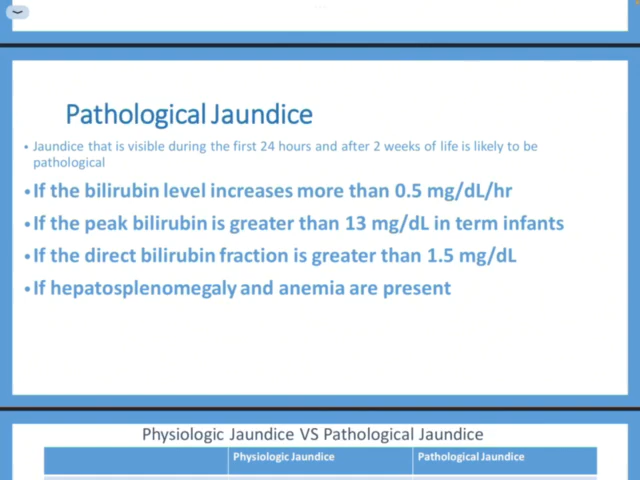 Pathological Jaundice
• Jaundice that is visible during the first 24 hours and after 2 weeks of life is likely to be
pathological
• If the bilirubin level increases more than 0.5 mg/dL/hr
• If the peak bilirubin is greater than 13 mg/dL in term infants
• If the direct bilirubin fraction is greater than 1.5 mg/dL
• If hepatosplenomegaly and anemia are present
Physiologic Jaundice VS Pathological Jaundice
Physiologic Jaundice Pathological Jaundice